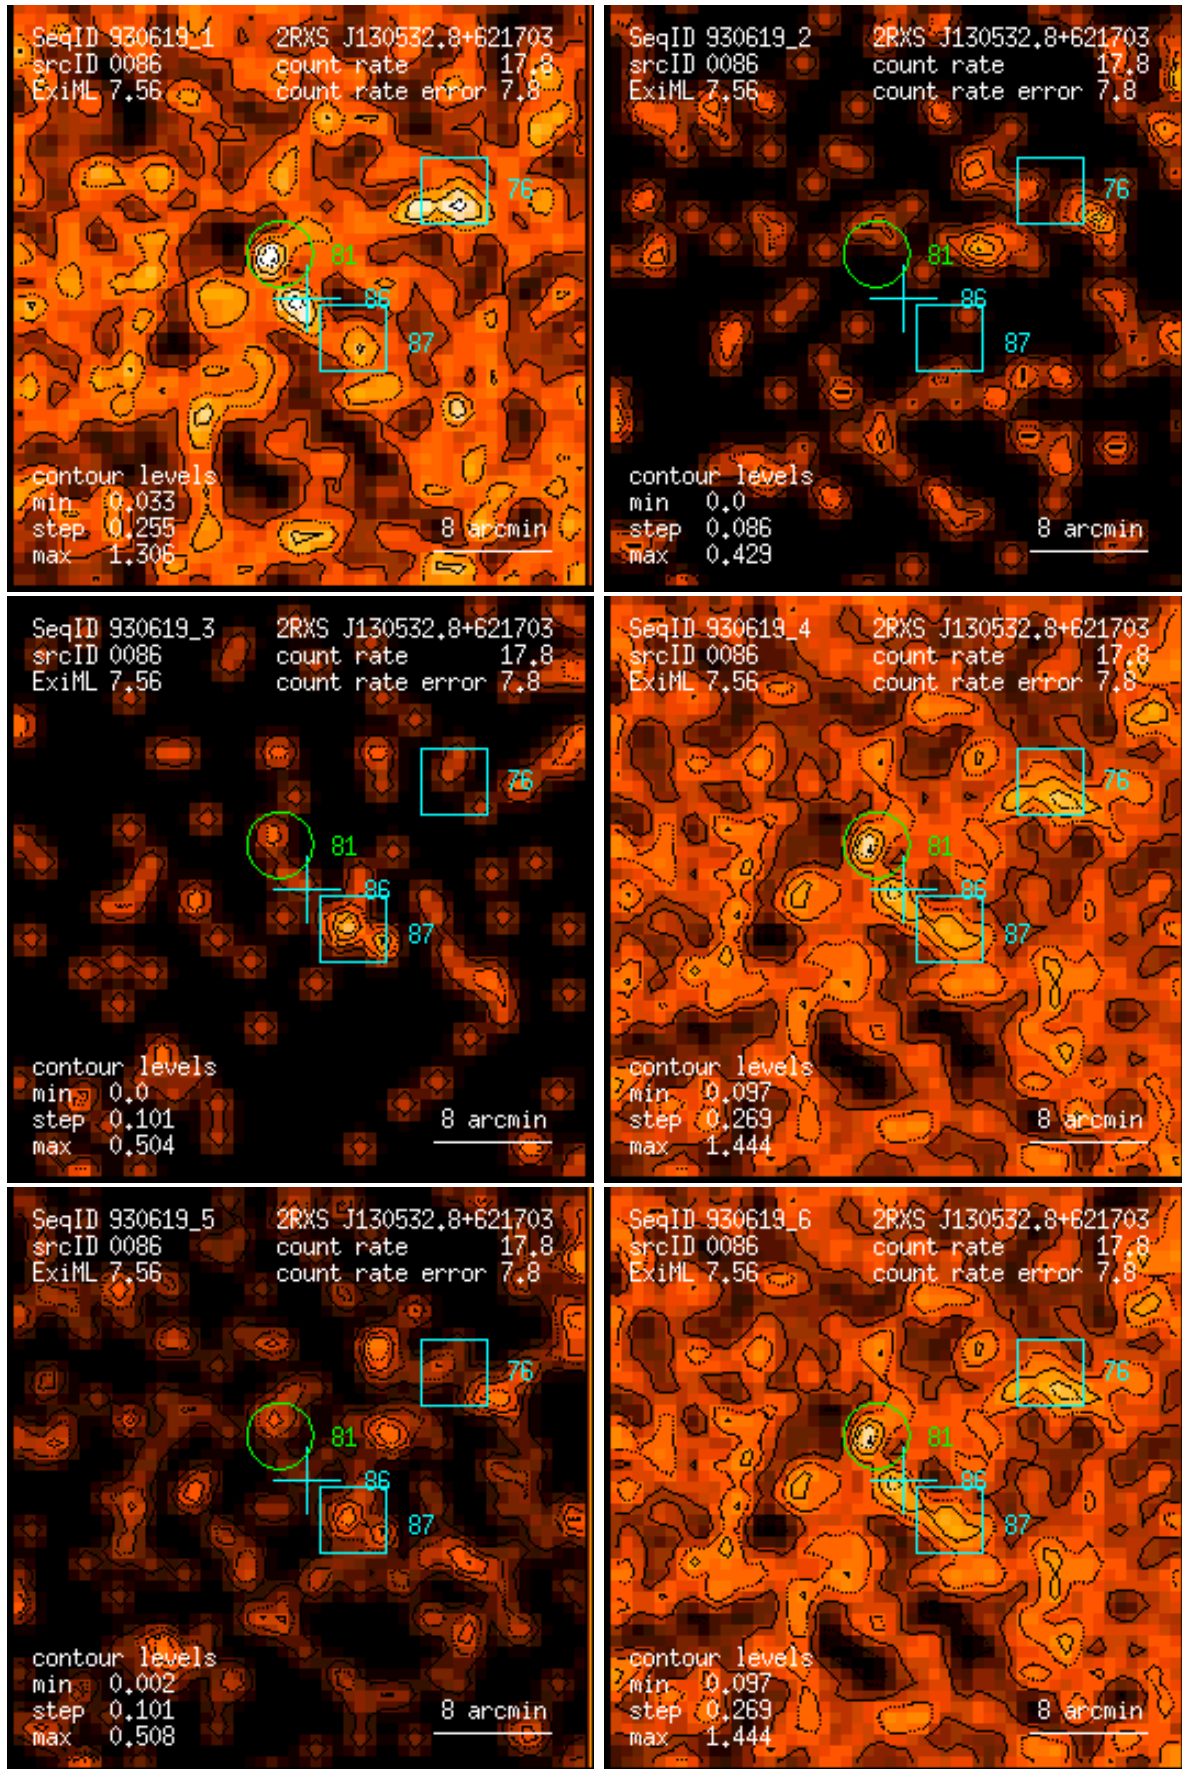 SeqID 930619_1 2RXS J130532.8+621703
srcID 0086 count rate 17.8
ExiML 7.56 count rate error 7.8
76
81
86
87
contour levels
min 0.033
step 0.255 8 arcmin
max 1.306
SeqID 930619_2 2RXS J130532.8+621703
srcID 0086 count rate 17.8
ExiML 7.56 count rate error 7.8
76
81
86
87
contour levels
min 0.0
step 0.086 8 arcmin
max 0.429
SeqID 930619_3 2RXS J130532.8+621703
srcID 0086 count rate 17.8
ExiML 7.56 count rate error 7.8
76
81
86
87
contour levels
min 0.0
step 0.101 8 arcmin
max 0.504
SeqID 930619_4 2RXS J130532.8+621703
srcID 0086 count rate 17.8
ExiML 7.56 count rate error 7.8
76
81
86
87
contour levels
min 0.097
step 0.269 8 arcmin
max 1.444
SeqID 930619_5 2RXS J130532.8+621703
srcID 0086 count rate 17.8
ExiML 7.56 count rate error 7.8
76
81
86
87
contour levels
min 0.002
step 0.101 8 arcmin
max 0.508
SeqID 930619_6 2RXS J130532.8+621703
srcID 0086 count rate 17.8
ExiML 7.56 count rate error 7.8
76
81
86
87
contour levels
min 0.097
step 0.269 8 arcmin
max 1.444